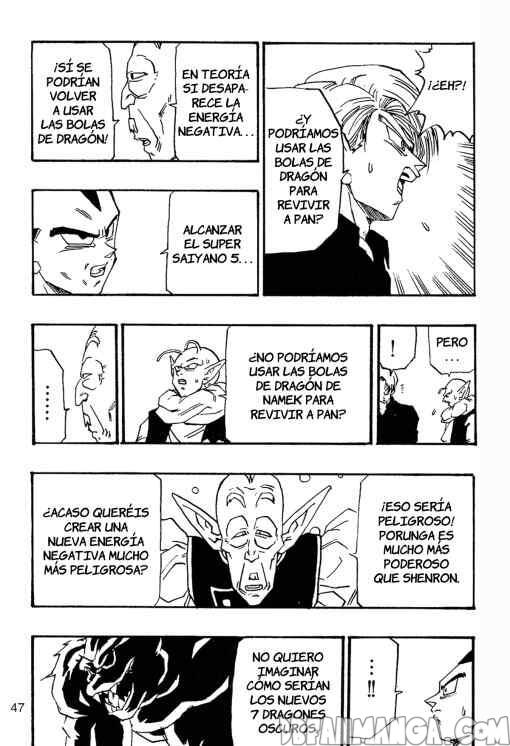 ¡¿EH?!
¿Y
PODRÍAMOS
USAR LAS
BOLAS DE
DRAGÓN
PARA
REVIVIR
A PAN?
EN TEORÍA
SI DESAPA-
RECE LA
ENERGÍA
NEGATIVA...
¡SÍ SE
PODRÍAN
VOLVER
A USAR
LAS BOLAS
DE DRAGÓN!
ALCANZAR
EL SUPER
SAIYANO 5...
PERO
...
!
¿NO PODRÍAMOS
USAR LAS BOLAS
DE DRAGÓN DE
NAMEK PARA
REVIVIR A PAN?
......
¡ESO SERÍA
PELIGROSO!
PORUNGA ES
MUCHO MÁS
PODEROSO
QUE SHENRON.
¿ACASO QUERÉIS
CREAR UNA
NUEVA ENERGÍA
NEGATIVA MUCHO
MÁS PELIGROSA?
...!!
NO QUIERO
IMAGINAR
CÓMO SERÍAN
LOS NUEVOS
7 DRAGONES
OSCUROS
47